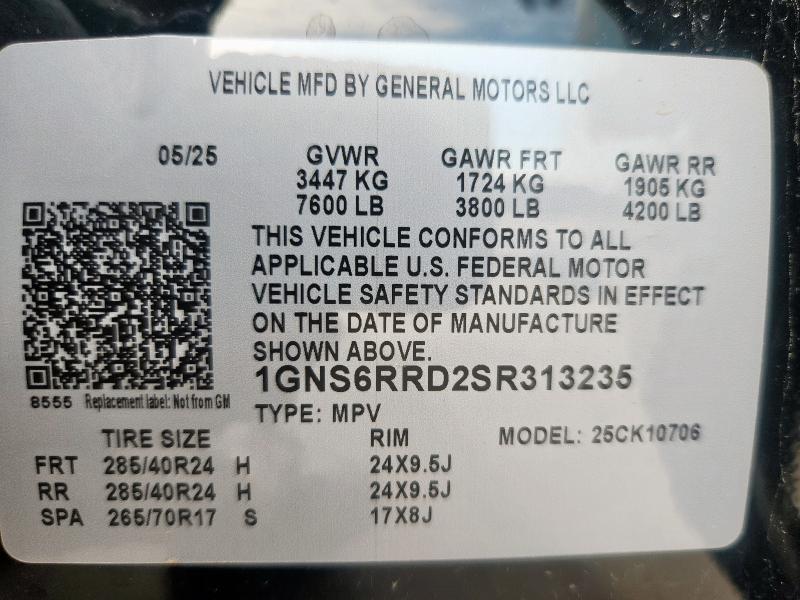 VEHICLE MFD BY GENERAL MOTORS LLC
05/25 GVWR GAWR FRT GAWR RR
3447 KG 1724 KG 1905 KG
7600 LB 3800 LB 4200 LB
THIS VEHICLE CONFORMS TO ALL
APPLICABLE U.S. FEDERAL MOTOR
VEHICLE SAFETY STANDARDS IN EFFECT
ON THE DATE OF MANUFACTURE
SHOWN ABOVE.
1GNS6RRD2SR313235
8555 Replacement label: Not from GM
TYPE: MPV
TIRE SIZE RIM MODEL: 25CK10706
FRT 285/40R24 H 24X9.5J
RR 285/40R24 H 24X9.5J
SPA 265/70R17 S 17X8J